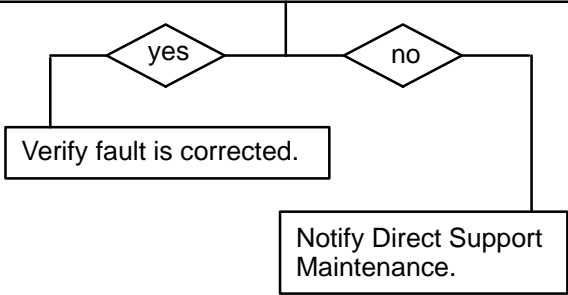 yes
no
Verify fault is corrected.
Notify Direct Support
Maintenance.